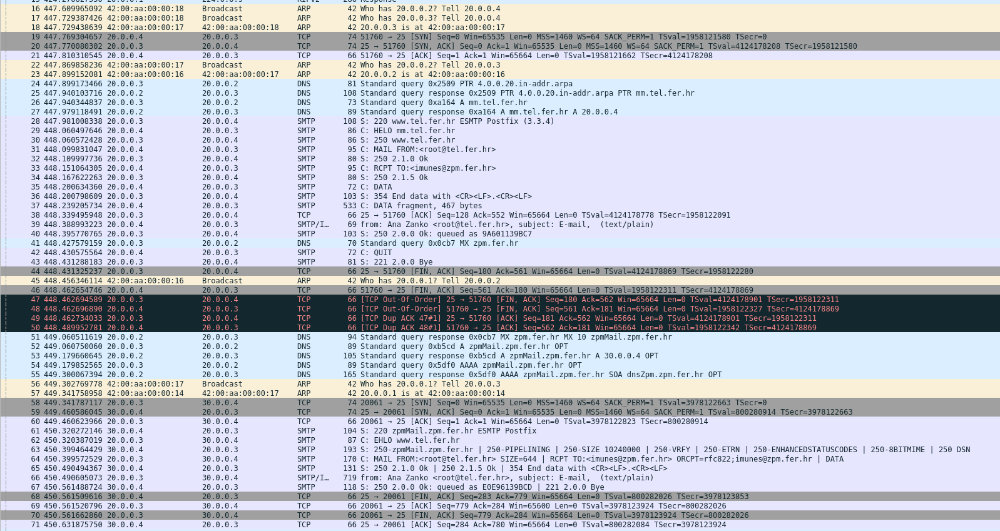 16 447.609965092 42:00:aa:00:00:18 Broadcast ARP 42 Who has 20.0.0.2? Tell 20.0.0.4
17 447.729387426 42:00:aa:00:00:18 Broadcast ARP 42 Who has 20.0.0.3? Tell 20.0.0.4
18 447.729438639 42:00:aa:00:00:17 42:00:aa:00:00:18 ARP 42 20.0.0.3 is at 42:00:aa:00:00:17
19 447.769304657 20.0.0.4 20.0.0.3 TCP 74 51760 → 25 [SYN] Seq=0 Win=65535 Len=0 MSS=1460 WS=64 SACK_PERM=1 TSval=1958121580 TSecr=0
20 447.770080302 20.0.0.3 20.0.0.4 TCP 74 25 → 51760 [SYN, ACK] Seq=0 Ack=1 Win=65535 Len=0 MSS=1460 WS=64 SACK_PERM=1 TSval=4124178208 TSecr=1958121580
21 447.810310545 20.0.0.4 20.0.0.3 TCP 66 51760 → 25 [ACK] Seq=1 Ack=1 Win=65664 Len=0 TSval=1958121662 TSecr=4124178208
22 447.869858236 42:00:aa:00:00:17 Broadcast ARP 42 Who has 20.0.0.2? Tell 20.0.0.3
23 447.899152081 42:00:aa:00:00:16 42:00:aa:00:00:17 ARP 42 20.0.0.2 is at 42:00:aa:00:00:16
24 447.899173466 20.0.0.3 20.0.0.2 DNS 81 Standard query 0x2509 PTR 4.0.0.20.in-addr.arpa
25 447.940103716 20.0.0.2 20.0.0.3 DNS 108 Standard query response 0x2509 PTR 4.0.0.20.in-addr.arpa PTR mm.tel.fer.hr
26 447.940344837 20.0.0.3 20.0.0.2 DNS 73 Standard query 0xa164 A mm.tel.fer.hr
27 447.979118491 20.0.0.2 20.0.0.3 DNS 89 Standard query response 0xa164 A mm.tel.fer.hr A 20.0.0.4
28 447.981008338 20.0.0.3 20.0.0.4 SMTP 108 S: 220 www.tel.fer.hr ESMTP Postfix (3.3.4)
29 448.060497646 20.0.0.4 20.0.0.3 SMTP 86 C: HELO mm.tel.fer.hr
30 448.060572428 20.0.0.3 20.0.0.4 SMTP 86 S: 250 www.tel.fer.hr
31 448.099831047 20.0.0.4 20.0.0.3 SMTP 95 C: MAIL FROM:<root@tel.fer.hr>
32 448.109997736 20.0.0.3 20.0.0.4 SMTP 80 S: 250 2.1.0 Ok
33 448.151064305 20.0.0.4 20.0.0.3 SMTP 95 C: RCPT TO:<imunes@zpm.fer.hr>
34 448.167622263 20.0.0.3 20.0.0.4 SMTP 80 S: 250 2.1.5 Ok
35 448.200634360 20.0.0.4 20.0.0.3 SMTP 72 C: DATA
36 448.200798609 20.0.0.3 20.0.0.4 SMTP 103 S: 354 End data with <CR><LF>.<CR><LF>
37 448.239205734 20.0.0.4 20.0.0.3 SMTP 533 C: DATA fragment, 467 bytes
38 448.339495948 20.0.0.3 20.0.0.4 TCP 66 25 → 51760 [ACK] Seq=128 Ack=552 Win=65664 Len=0 TSval=4124178778 TSecr=1958122091
39 448.388993223 20.0.0.4 20.0.0.3 SMTP/I… 69 from: Ana Zanko <root@tel.fer.hr>, subject: E-mail, (text/plain)
40 448.395770765 20.0.0.3 20.0.0.4 SMTP 103 S: 250 2.0.0 Ok: queued as 9A601139BC7
41 448.427579159 20.0.0.3 20.0.0.2 DNS 70 Standard query 0x0cb7 MX zpm.fer.hr
42 448.430575564 20.0.0.4 20.0.0.3 SMTP 72 C: QUIT
43 448.431288183 20.0.0.3 20.0.0.4 SMTP 81 S: 221 2.0.0 Bye
44 448.431325237 20.0.0.3 20.0.0.4 TCP 66 25 → 51760 [FIN, ACK] Seq=180 Ack=561 Win=65664 Len=0 TSval=4124178869 TSecr=1958122280
45 448.456346114 42:00:aa:00:00:16 Broadcast ARP 42 Who has 20.0.0.1? Tell 20.0.0.2
46 448.462654746 20.0.0.4 20.0.0.3 TCP 66 51760 → 25 [FIN, ACK] Seq=561 Ack=180 Win=65664 Len=0 TSval=1958122311 TSecr=4124178869
47 448.462694589 20.0.0.3 20.0.0.4 TCP 66 [TCP Out-Of-Order] 25 → 51760 [FIN, ACK] Seq=180 Ack=562 Win=65664 Len=0 TSval=4124178901 TSecr=1958122311
48 448.462696890 20.0.0.4 20.0.0.3 TCP 66 [TCP Out-Of-Order] 51760 → 25 [FIN, ACK] Seq=561 Ack=181 Win=65664 Len=0 TSval=1958122327 TSecr=4124178869
49 448.462734033 20.0.0.3 20.0.0.4 TCP 66 [TCP Dup ACK 47#1] 25 → 51760 [ACK] Seq=181 Ack=562 Win=65664 Len=0 TSval=4124178901 TSecr=1958122311
50 448.489952781 20.0.0.4 20.0.0.3 TCP 66 [TCP Dup ACK 48#1] 51760 → 25 [ACK] Seq=562 Ack=181 Win=65664 Len=0 TSval=1958122342 TSecr=4124178869
51 449.060511619 20.0.0.2 20.0.0.3 DNS 94 Standard query response 0x0cb7 MX zpm.fer.hr MX 10 zpmMail.zpm.fer.hr
52 449.060750060 20.0.0.3 20.0.0.2 DNS 89 Standard query 0xb5cd A zpmMail.zpm.fer.hr OPT
53 449.179660645 20.0.0.2 20.0.0.3 DNS 105 Standard query response 0xb5cd A zpmMail.zpm.fer.hr A 30.0.0.4 OPT
54 449.179852565 20.0.0.3 20.0.0.2 DNS 89 Standard query 0x5df0 AAAA zpmMail.zpm.fer.hr OPT
55 449.300067394 20.0.0.2 20.0.0.3 DNS 165 Standard query response 0x5df0 AAAA zpmMail.zpm.fer.hr SOA dnsZpm.zpm.fer.hr OPT
56 449.302769778 42:00:aa:00:00:17 Broadcast ARP 42 Who has 20.0.0.1? Tell 20.0.0.3
57 449.341758958 42:00:aa:00:00:14 42:00:aa:00:00:17 ARP 42 20.0.0.1 is at 42:00:aa:00:00:14
58 449.341787117 20.0.0.3 30.0.0.4 TCP 74 20061 → 25 [SYN] Seq=0 Win=65535 Len=0 MSS=1460 WS=64 SACK_PERM=1 TSval=3978122663 TSecr=0
59 449.460586045 30.0.0.4 20.0.0.3 TCP 74 25 → 20061 [SYN, ACK] Seq=0 Ack=1 Win=65535 Len=0 MSS=1460 WS=64 SACK_PERM=1 TSval=800280914 TSecr=3978122663
60 449.460623966 20.0.0.3 30.0.0.4 TCP 66 20061 → 25 [ACK] Seq=1 Ack=1 Win=65664 Len=0 TSval=3978122823 TSecr=800280914
61 450.320272146 30.0.0.4 20.0.0.3 SMTP 104 S: 220 zpmMail.zpm.fer.hr ESMTP Postfix
62 450.320387019 20.0.0.3 30.0.0.4 SMTP 87 C: EHLO www.tel.fer.hr
63 450.399464429 30.0.0.4 20.0.0.3 SMTP 193 S: 250-zpmMail.zpm.fer.hr | 250-PIPELINING | 250-SIZE 10240000 | 250-VRFY | 250-ETRN | 250-ENHANCEDSTATUSCODES | 250-8BITMIME | 250 DSN
64 450.399572529 20.0.0.3 30.0.0.4 SMTP 170 C: MAIL FROM:<root@tel.fer.hr> SIZE=644 | RCPT TO:<imunes@zpm.fer.hr> ORCPT=rfc822;imunes@zpm.fer.hr | DATA
65 450.490494367 30.0.0.4 20.0.0.3 SMTP 131 S: 250 2.1.0 Ok | 250 2.1.5 Ok | 354 End data with <CR><LF>.<CR><LF>
66 450.490605073 20.0.0.3 30.0.0.4 SMTP/I… 719 from: Ana Zanko <root@tel.fer.hr>, subject: E-mail, (text/plain)
67 450.561488724 30.0.0.4 20.0.0.3 SMTP 118 S: 250 2.0.0 Ok: queued as E0E96139BCD | 221 2.0.0 Bye
68 450.561509616 30.0.0.4 20.0.0.3 TCP 66 25 → 20061 [FIN, ACK] Seq=283 Ack=779 Win=65664 Len=0 TSval=800282026 TSecr=3978123853
69 450.561520796 20.0.0.3 30.0.0.4 TCP 66 20061 → 25 [ACK] Seq=779 Ack=284 Win=65600 Len=0 TSval=3978123924 TSecr=800282026
70 450.561662860 20.0.0.3 30.0.0.4 TCP 66 20061 → 25 [FIN, ACK] Seq=779 Ack=284 Win=65664 Len=0 TSval=3978123924 TSecr=800282026
71 450.631875750 30.0.0.4 20.0.0.3 TCP 66 25 → 20061 [ACK] Seq=284 Ack=780 Win=65664 Len=0 TSval=800282084 TSecr=3978123924